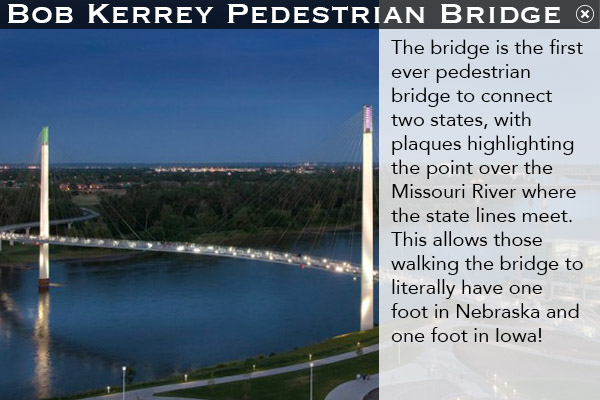 Bob Kerrey Pedestrian Bridge
The bridge is the first
ever pedestrian
bridge to connect
two states, with
plaques highlighting
the point over the
Missouri River where
the state lines meet.
This allows those
walking the bridge to
literally have one
foot in Nebraska and
one foot in Iowa!